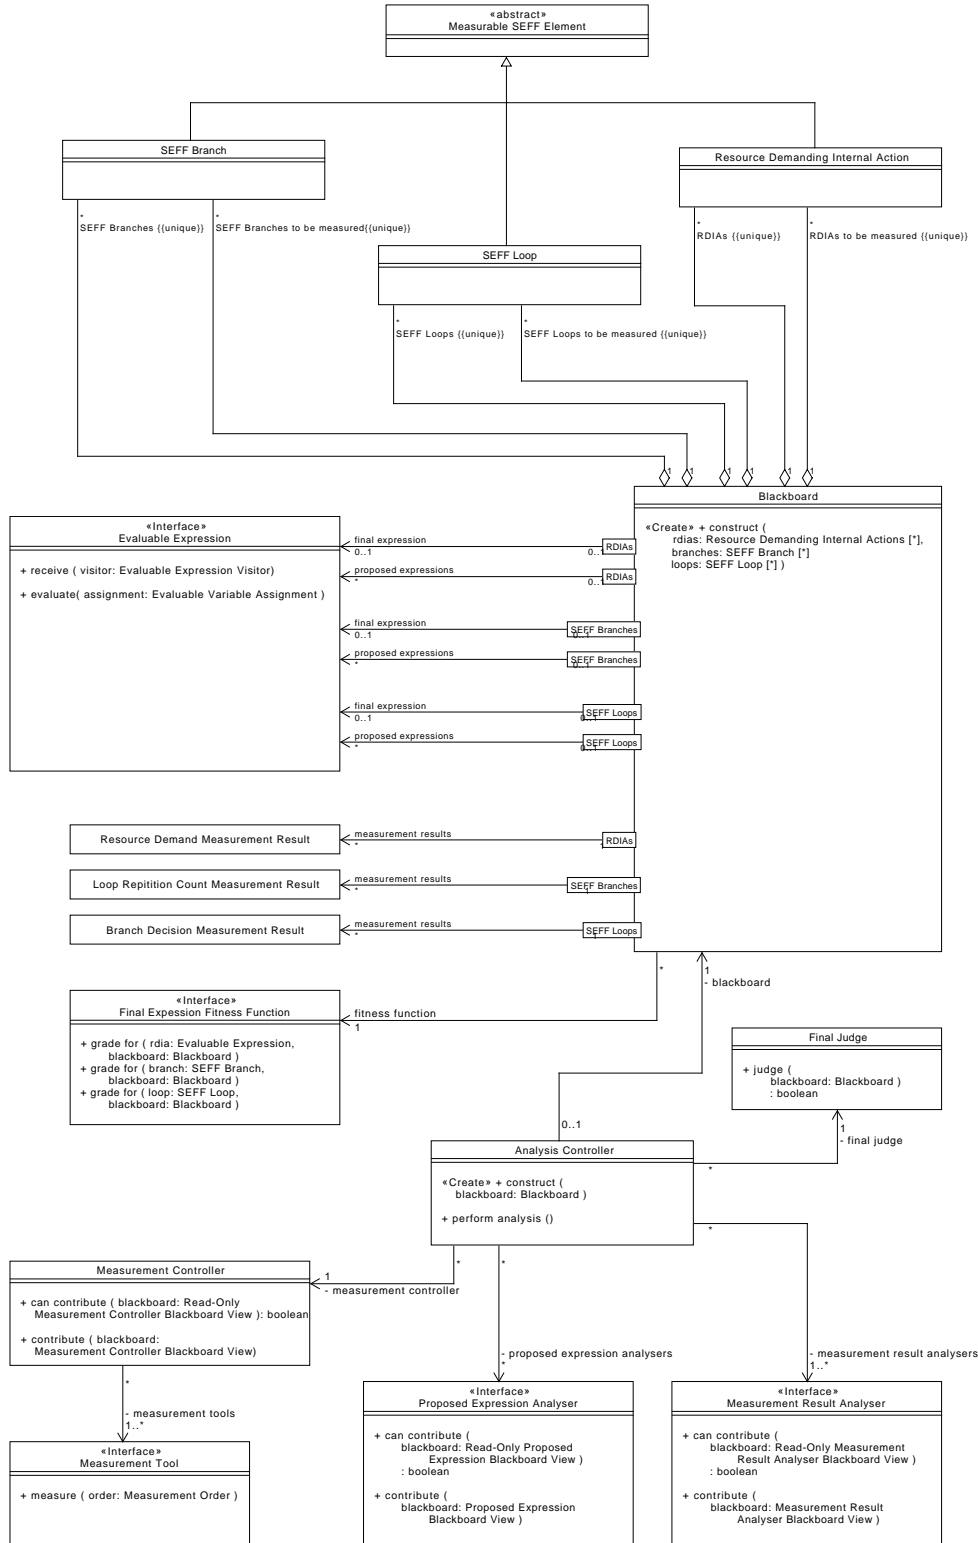 «abstract»
Measurable SEFF Element
SEFF Branch
Resource Demanding Internal Action
*
SEFF Branches {{unique}}
*
SEFF Branches to be measured{{unique}}
*
RDIAs {{unique}}
*
RDIAs to be measured {{unique}}
SEFF Loop
*
SEFF Loops {{unique}}
*
SEFF Loops to be measured {{unique}}
1
1
1
1
1
1
Blackboard
«Create» + construct (
rdias: Resource Demanding Internal Actions [*],
branches: SEFF Branch [*]
loops: SEFF Loop [*] )
«Interface»
Evaluable Expression
+ receive ( visitor: Evaluable Expression Visitor)
+ evaluate( assignment: Evaluable Variable Assignment )
final expression
0..1
0..1
RDIAs
proposed expressions
*
0..1
RDIAs
final expression
0..1
0..1
SEFF Branches
proposed expressions
*
0..1
SEFF Branches
final expression
0..1
0..1
SEFF Loops
proposed expressions
*
0..1
SEFF Loops
Resource Demand Measurement Result
measurement results
*
1
RDIAs
Loop Repitition Count Measurement Result
measurement results
*
1
SEFF Branches
Branch Decision Measurement Result
measurement results
*
1
SEFF Loops
*
1
- blackboard
«Interface»
Final Expession Fitness Function
fitness function
1
+ grade for ( rdia: Evaluable Expression,
blackboard: Blackboard )
+ grade for ( branch: SEFF Branch,
blackboard: Blackboard )
+ grade for ( loop: SEFF Loop,
blackboard: Blackboard )
Final Judge
+ judge (
blackboard: Blackboard )
: boolean
0..1
1
- final judge
Analysis Controller
*
«Create» + construct (
blackboard: Blackboard )
+ perform analysis ()
*
*
*
Measurement Controller
1
- measurement controller
+ can contribute ( blackboard: Read-Only
Measurement Controller Blackboard View ): boolean
+ contribute ( blackboard:
Measurement Controller Blackboard View)
- proposed expression analysers
*
- measurement result analysers
1..*
*
- measurement tools
1..*
«Interface»
Measurement Tool
+ measure ( order: Measurement Order )
«Interface»
Proposed Expression Analyser
+ can contribute (
blackboard: Read-Only Proposed
Expression Blackboard View )
: boolean
+ contribute (
blackboard: Proposed Expression
Blackboard View )
«Interface»
Measurement Result Analyser
+ can contribute (
blackboard: Read-Only Measurement
Result Analyser Blackboard View )
: boolean
+ contribute (
blackboard: Measurement Result
Analyser Blackboard View )